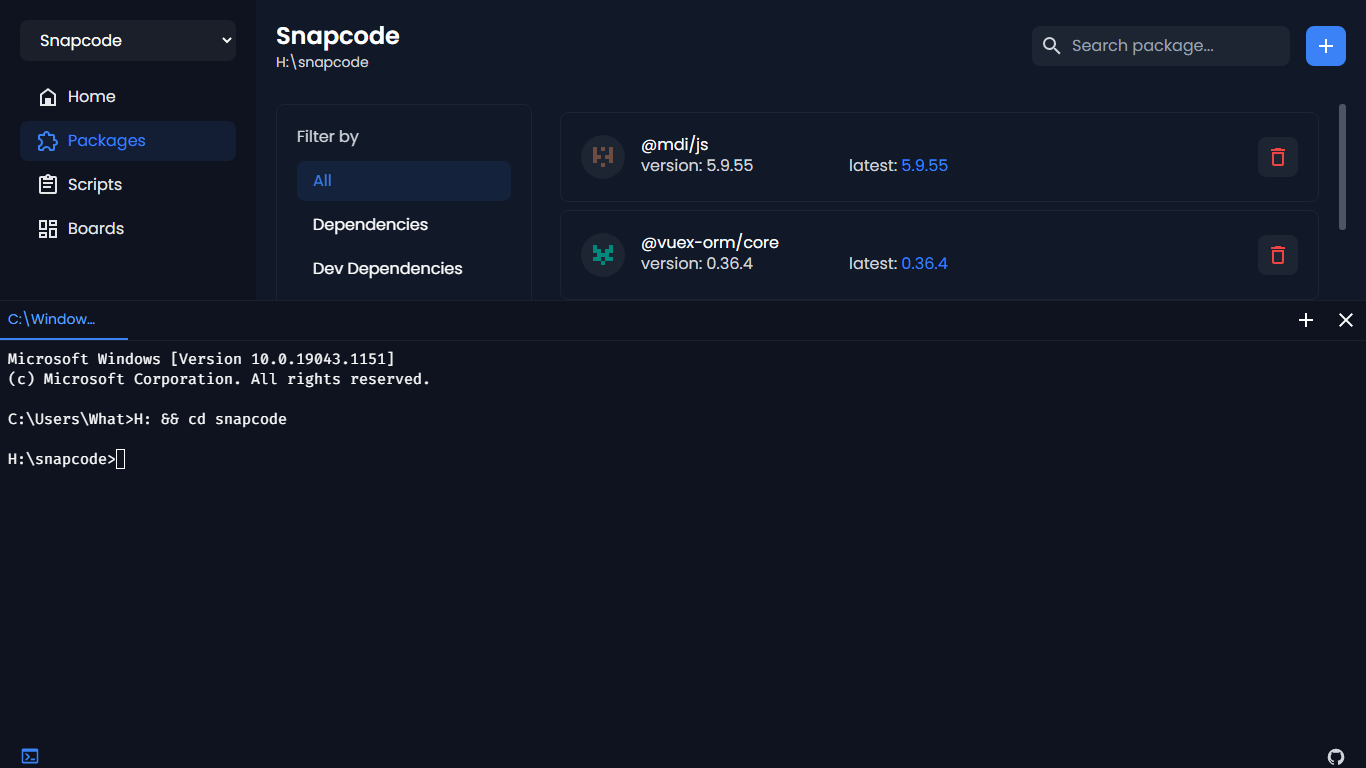 Snapcode
Home
Packages
Scripts
Boards
Snapcode
H:\snapcode
Search package...
Filter by
All
Dependencies
Dev Dependencies
@mdi/js
version: 5.9.55
latest: 5.9.55
@vuex-orm/core
version: 0.36.4
latest: 0.36.4
C:\Window...
Microsoft Windows [Version 10.0.19043.1151]
(c) Microsoft Corporation. All rights reserved.
C:\Users\What>H: && cd snapcode
H:\snapcode>